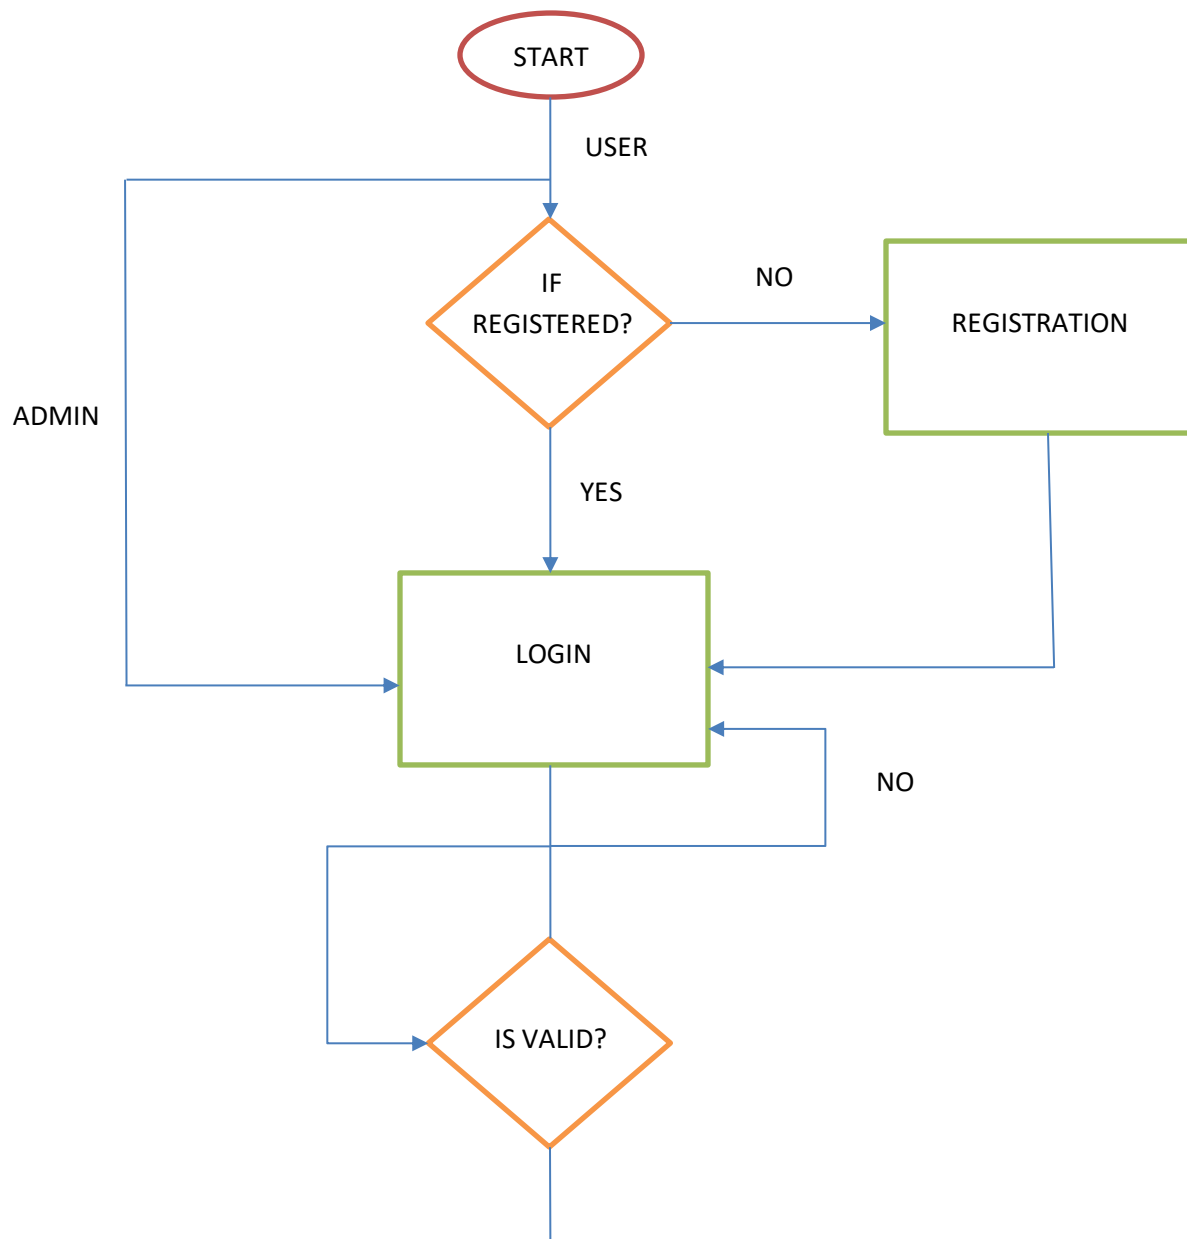 START
USER
IF
REGISTERED?
NO
REGISTRATION
ADMIN
YES
LOGIN
NO
IS VALID?